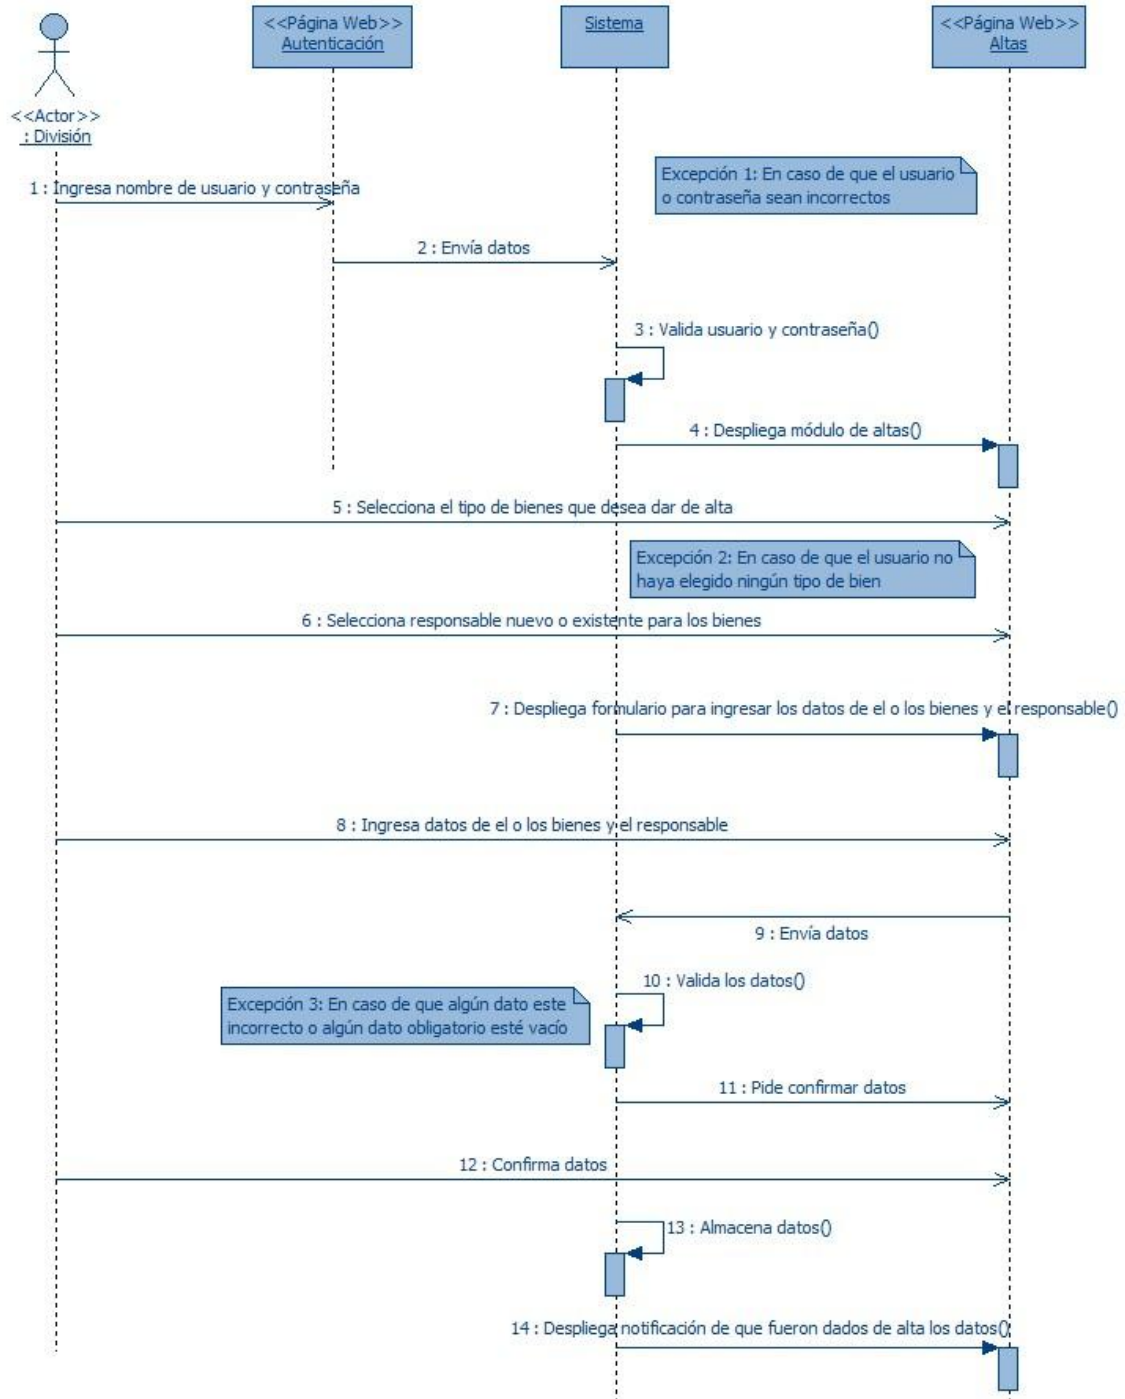 <<Página Web>>
Autenticación
Sistema
<<Página Web>>
Altas
<<Actor>>
: División
1 : Ingresa nombre de usuario y contraseña
Excepción 1: En caso de que el usuario
o contraseña sean incorrectos
2 : Envía datos
3 : Valida usuario y contraseña()
4 : Despliega módulo de altas()
5 : Selecciona el tipo de bienes que desea dar de alta
Excepción 2: En caso de que el usuario no
haya elegido ningún tipo de bien
6 : Selecciona responsable nuevo o existente para los bienes
7 : Despliega formulario para ingresar los datos de el o los bienes y el responsable()
8 : Ingresa datos de el o los bienes y el responsable
9 : Envía datos
10 : Valida los datos()
Excepción 3: En caso de que algún dato este
incorrecto o algún dato obligatorio esté vacío
11 : Pide confirmar datos
12 : Confirma datos
13 : Almacena datos()
14 : Despliega notificación de que fueron dados de alta los datos()